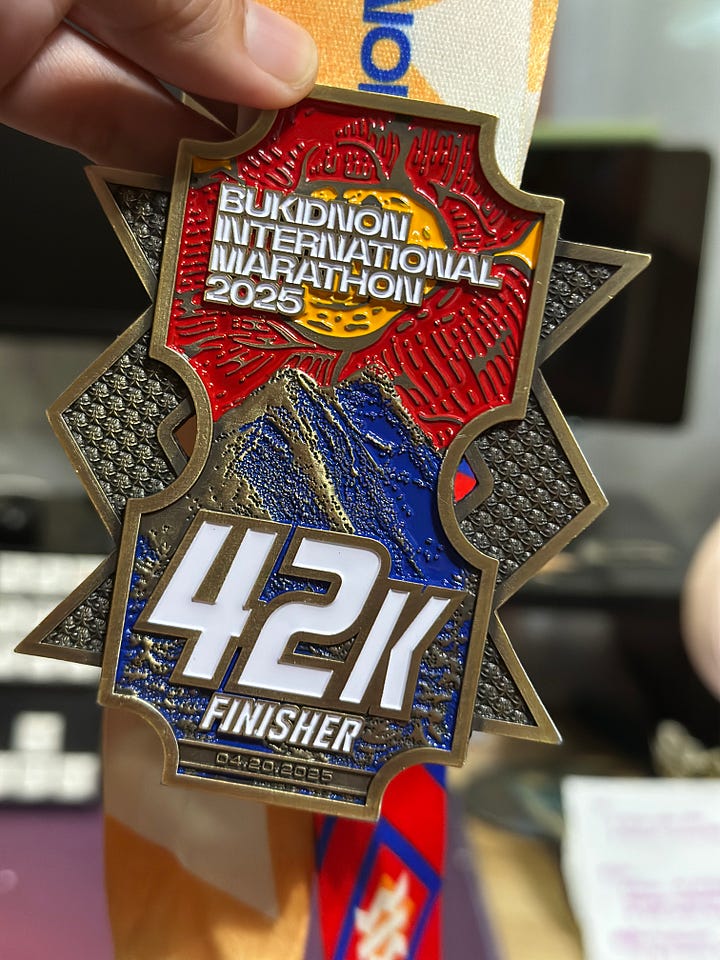 BUKIDNON
INTERNATIONAL
MARATHON
2025
42K
FINISHER
04.20.2025